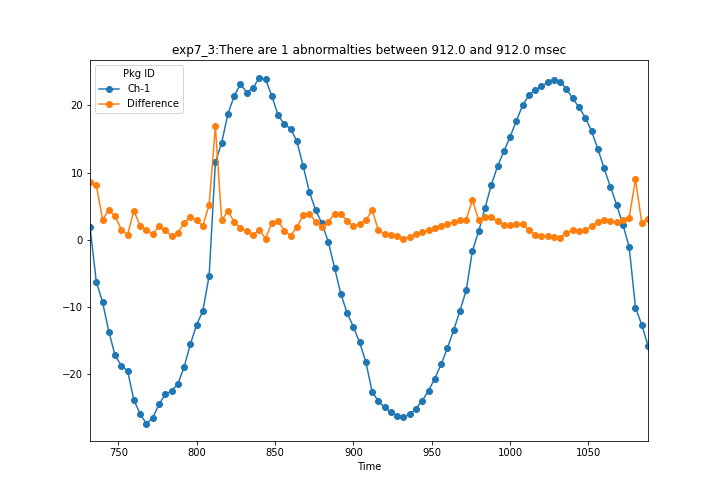 exp7_3:There are 1 abnormalties between 912.0 and 912.0 msec
Pkg ID
Ch-1
Difference
20
10
0
−10
−20
750
800
850
900
950
1000
1050
Time